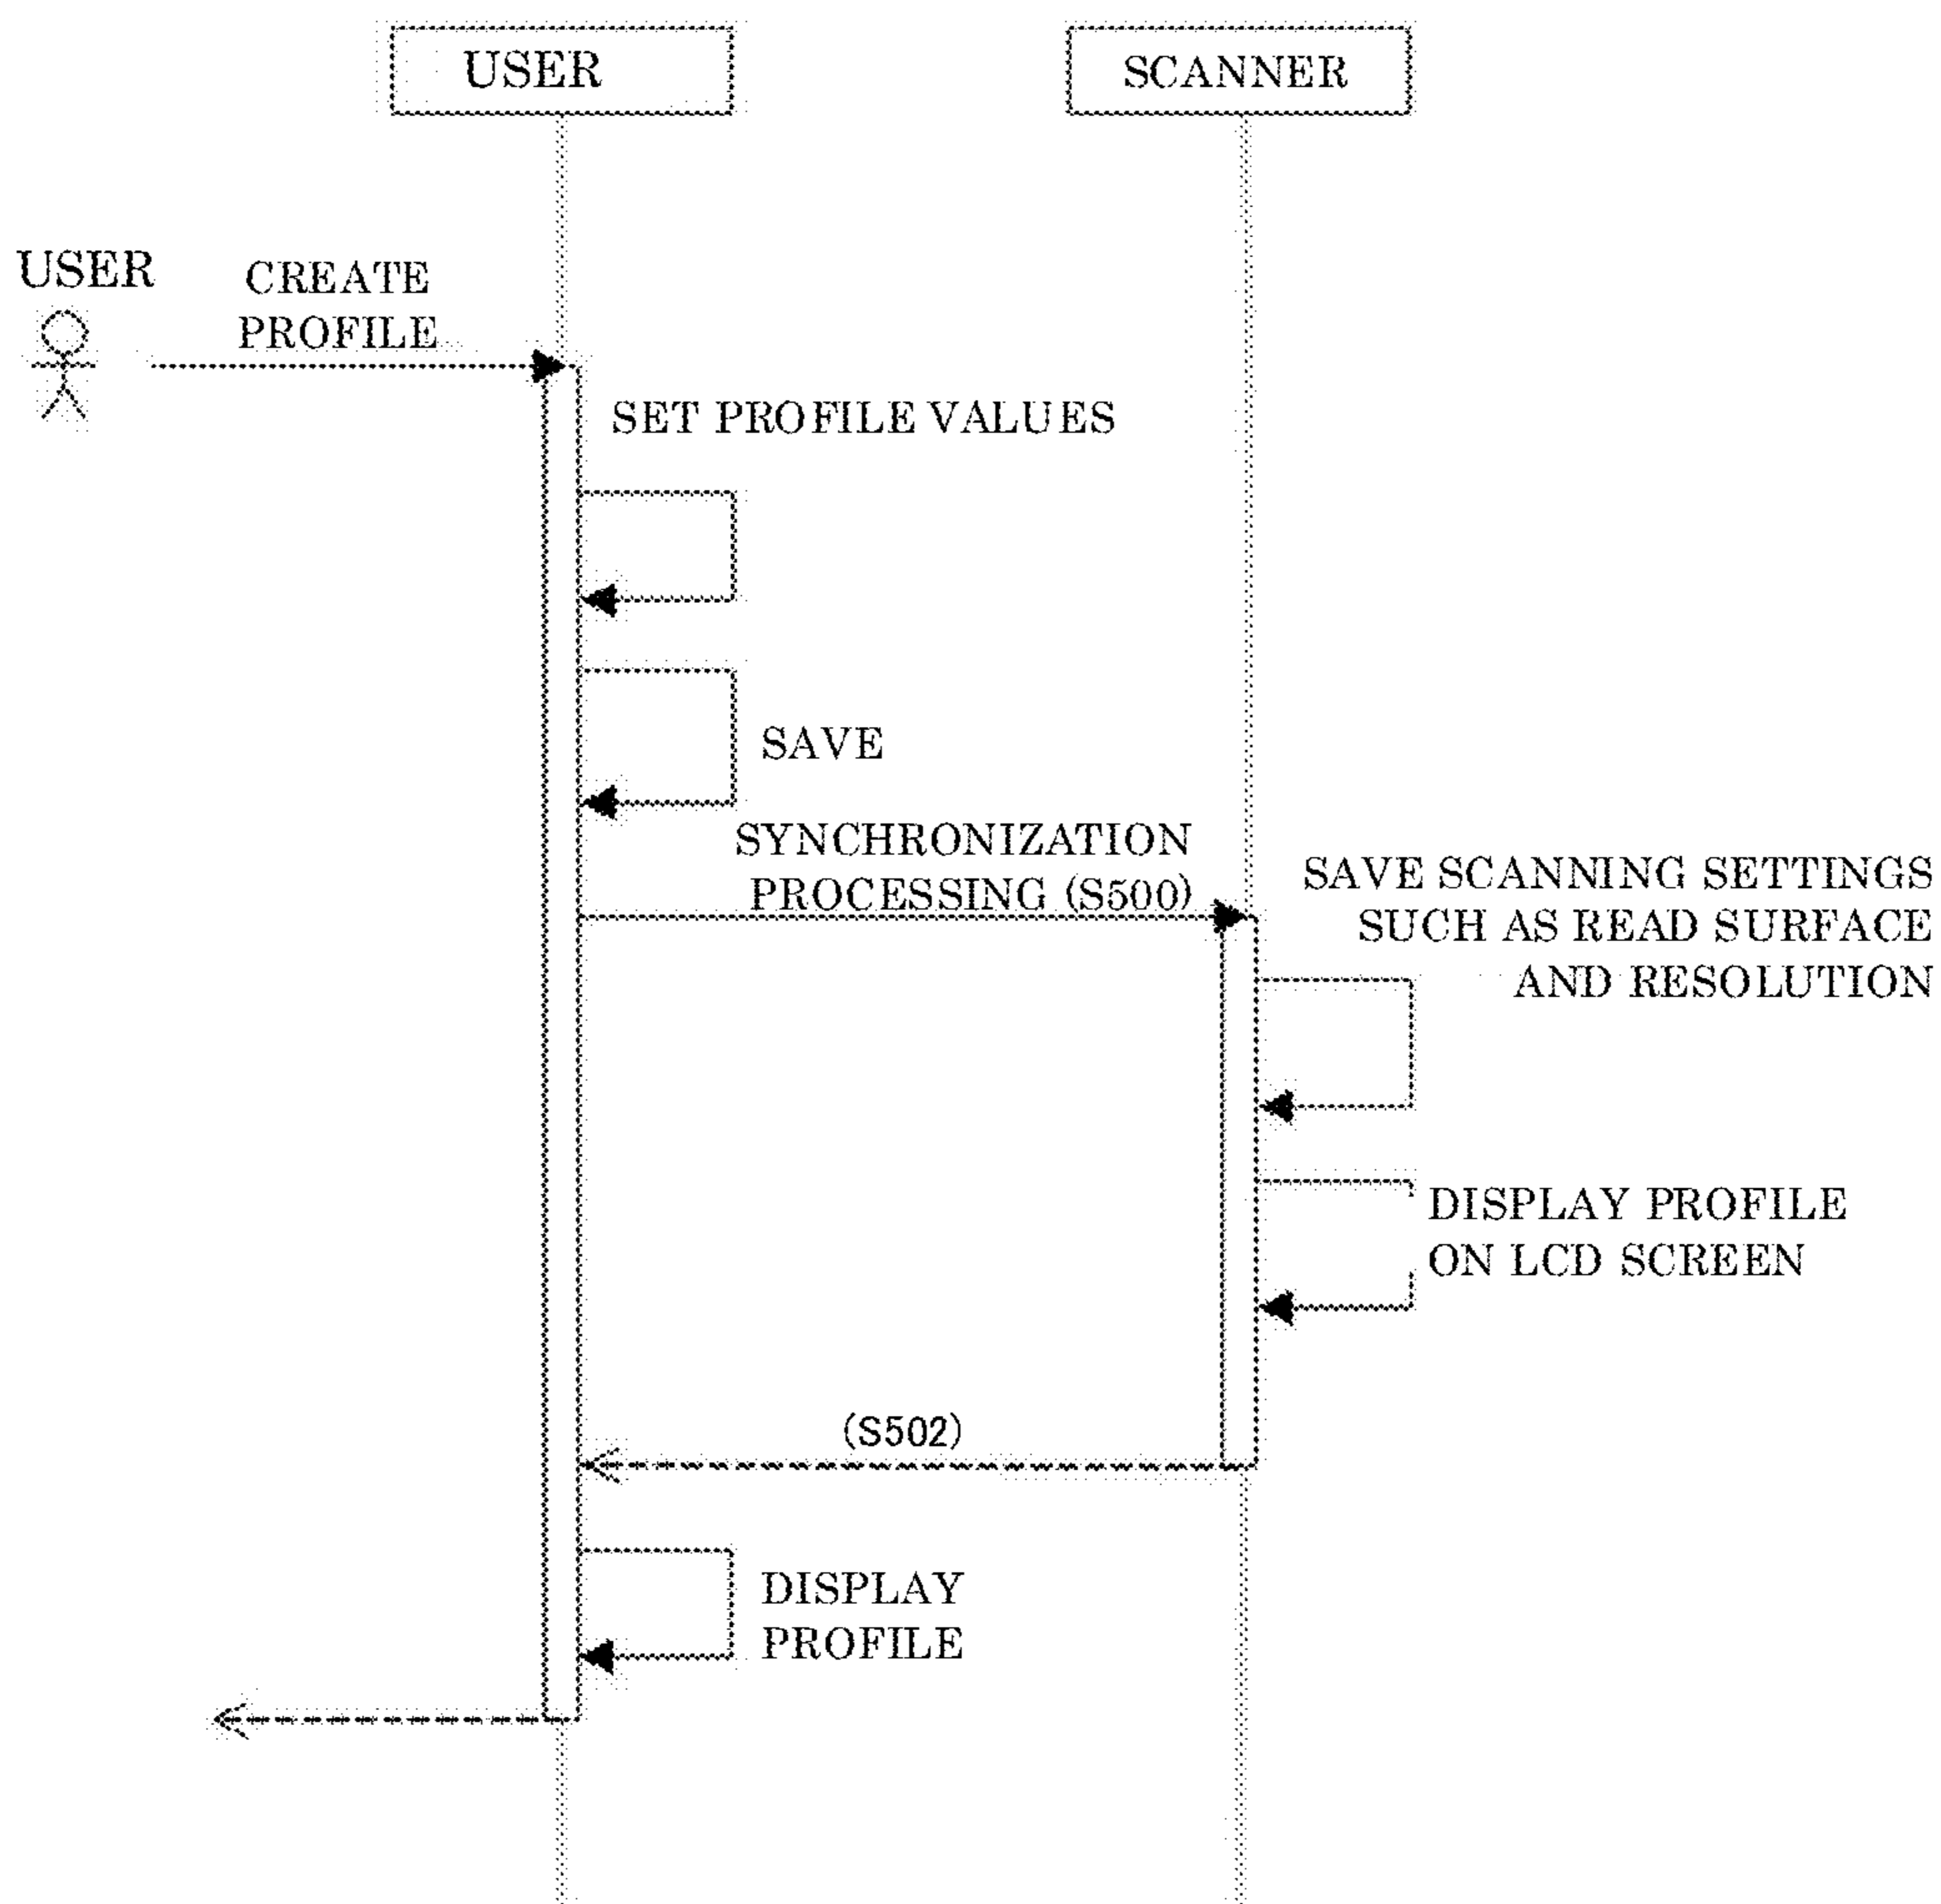 USER
SCANNER
USER
CREATE
PROFILE
SET PROFILE VALUES
SAVE
SYNCHRONIZATION
PROCESSING (S500)
SAVE SCANNING SETTINGS
SUCH AS READ SURFACE
AND RESOLUTION
DISPLAY PROFILE
ON LCD SCREEN
(S502)
DISPLAY
PROFILE